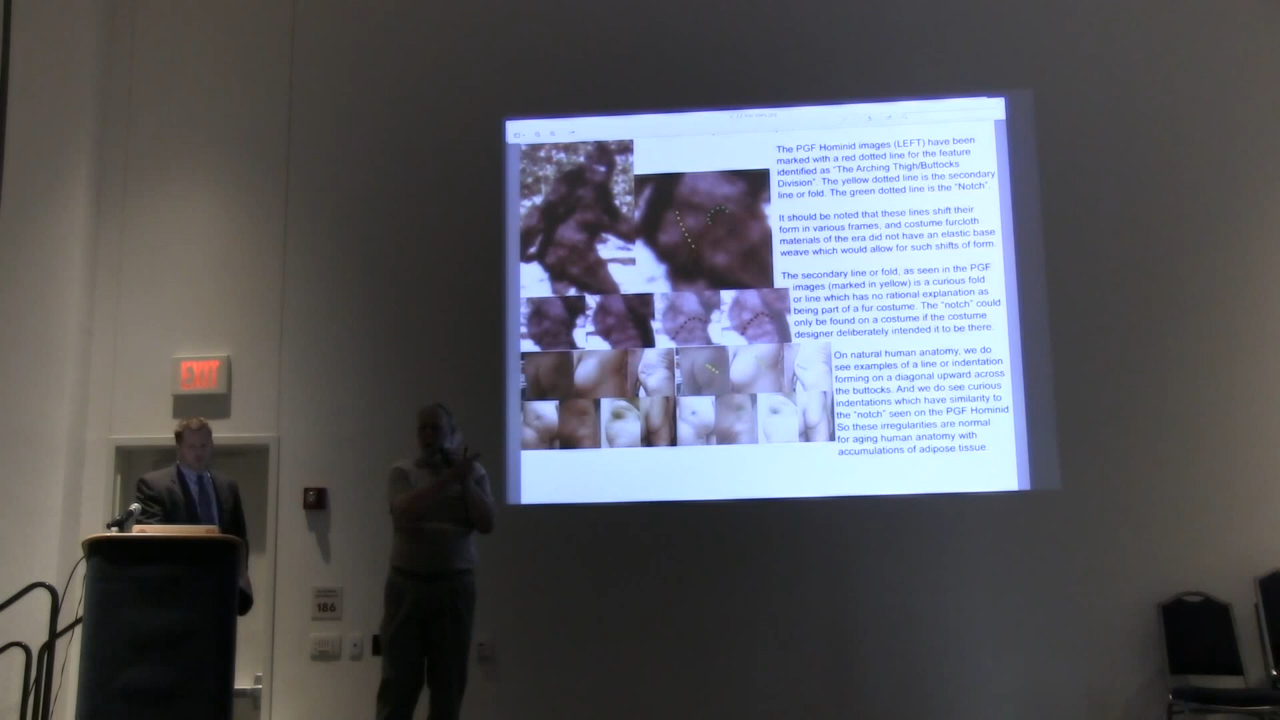 The PGF Hominid images (LEFT) have been
marked with a red dotted line for the feature
identified as "The Arching Thigh/Buttocks
Division". The yellow dotted line is the secondary
line or fold. The green dotted line is the "Notch".
It should be noted that these lines shift their
form in various frames, and costume furcloth
materials of the era did not have an elastic base
weave which would allow for such shifts of form.
The secondary line or fold, as seen in the PGF
images (marked in yellow) is a curious fold
or line which has no rational explanation as
being part of a fur costume. The "notch" could
only be found on a costume if the costume
designer deliberately intended it to be there.
On natural human anatomy, we do
see examples of a line or indentation
forming on a diagonal upward across
the buttocks. And we do see curious
indentations which have similarity to
the "notch" seen on the PGF Hominid
So these irregularities are normal
for aging human anatomy with
accumulations of adipose tissue.
EXIT
186